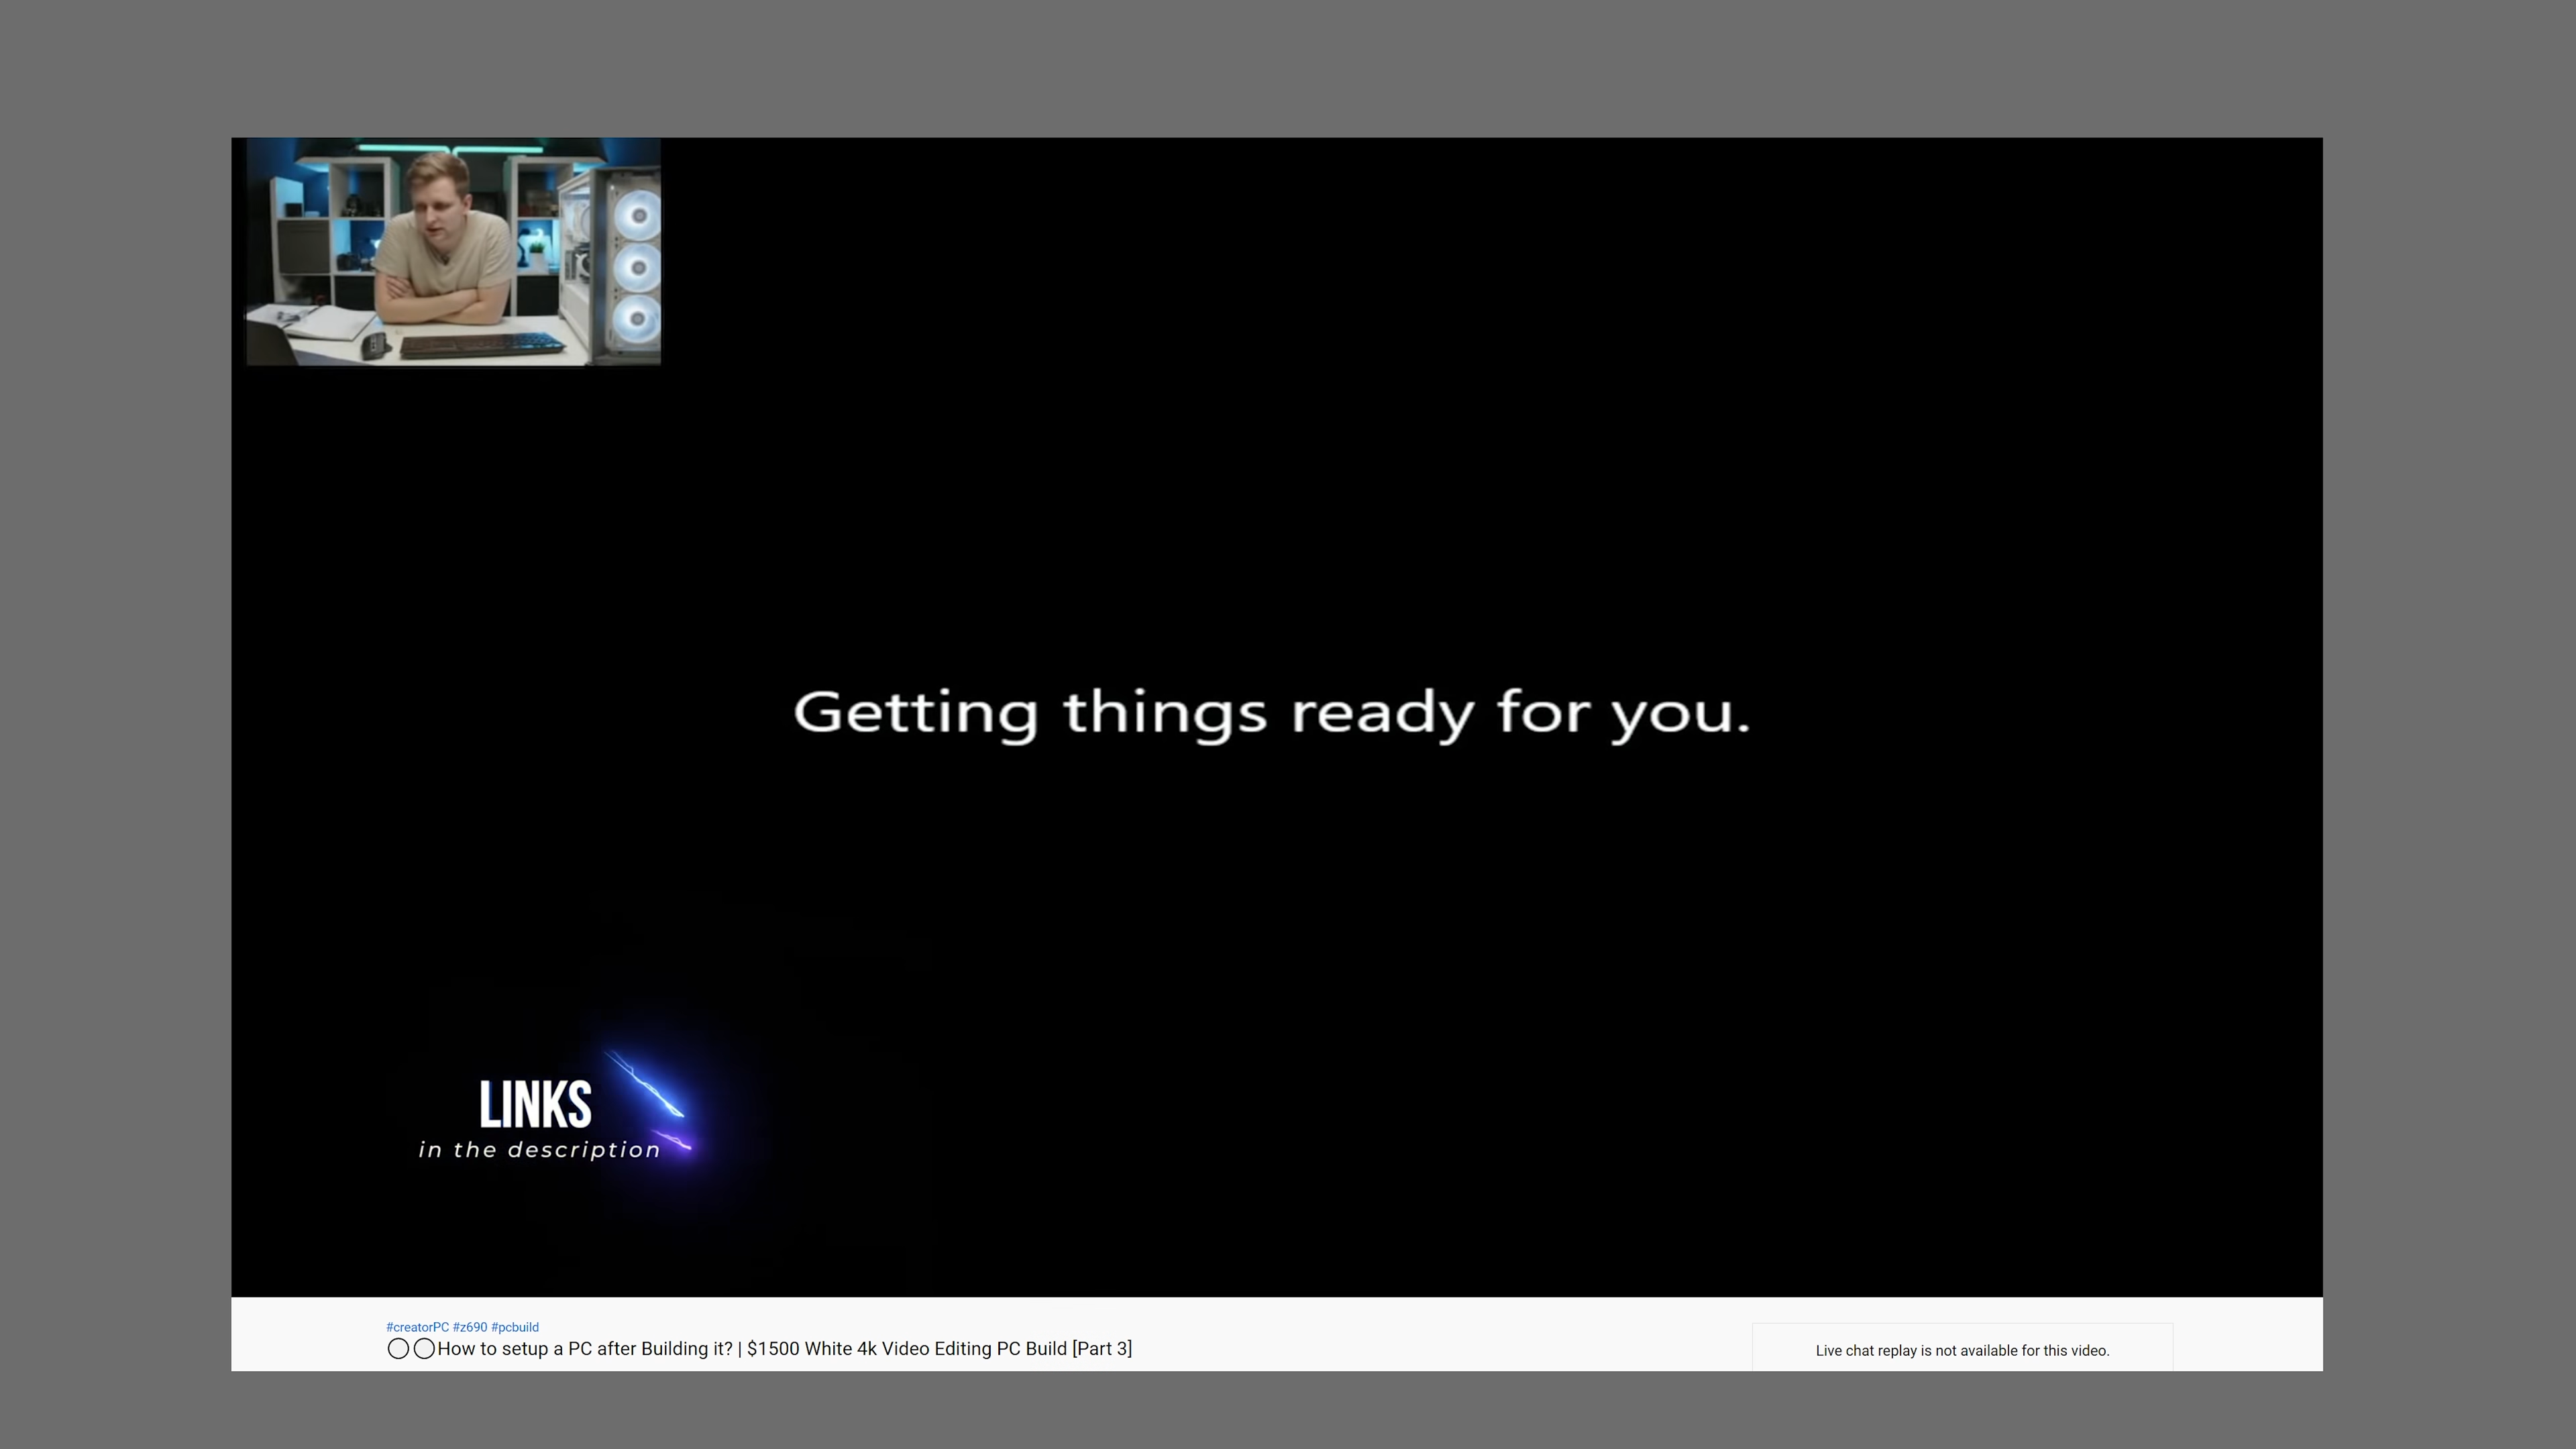 Getting things ready for you.
LINKS
in the description
#creatorPC #z690 #pcbuild
How to setup a PC after Building it? | $1500 White 4k Video Editing PC Build [Part 3]
Live chat replay is not available for this video.